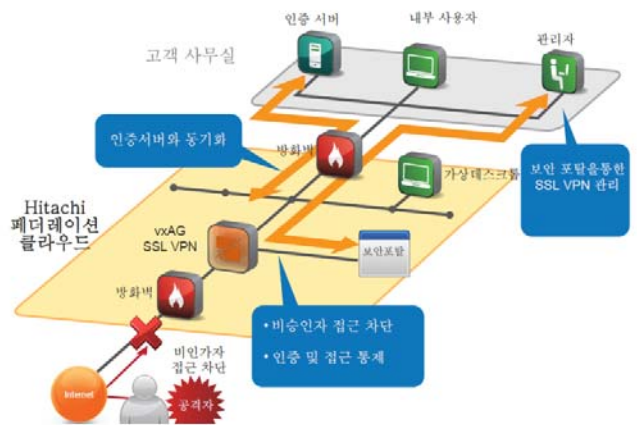 인증 서버
내부 사용자
관리자
고객 사무실
인증서버와 동기화
방화벽
가상데스크톱
보안 포탈을통한
SSL VPN 관리
Hitachi
페더레이션
클라우드
vxAG
SSL VPN
보안포탈
방화벽
• 비승인자 접근 차단
• 인증 및 접근 통제
비인가자
접근 차단
Internet
공격자